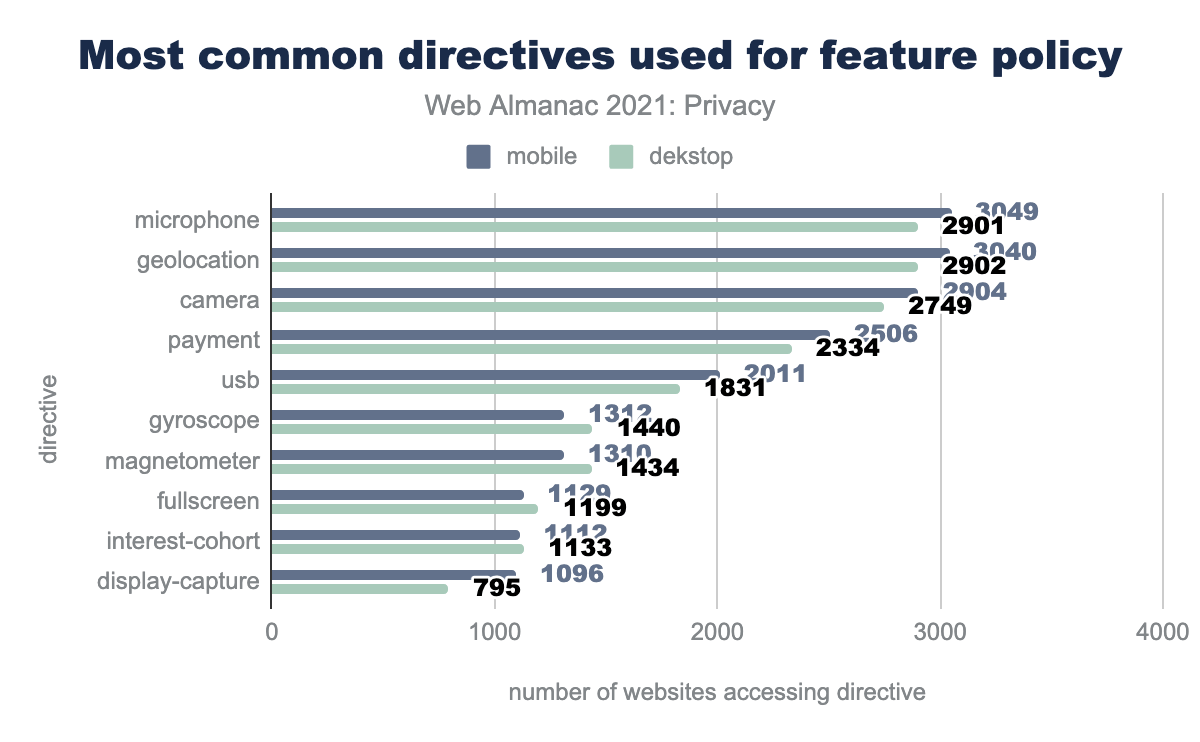 Most common directives used for feature policy
Web Almanac 2021: Privacy
mobile dekstop
microphone 3049
2901
geolocation 3040
2902
camera 2904
2749
payment 2506
2334
usb 2011
1831
gyroscope 1312
1440
magnetometer 1310
1434
fullscreen 1129
1199
interest-cohort 1112
1133
display-capture 1096
795
directive
0 1000 2000 3000 4000
number of websites accessing directive